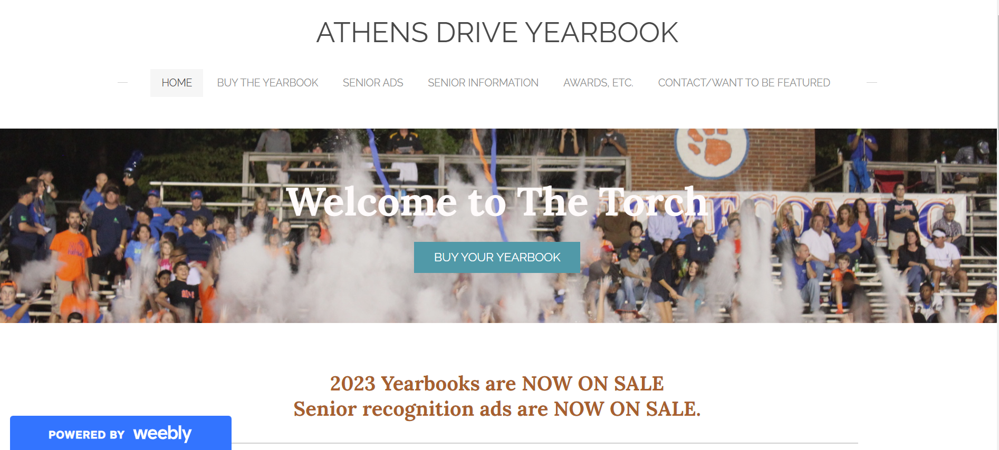 ATHENS DRIVE YEARBOOK
HOME
BUY THE YEARBOOK
SENIOR ADS
SENIOR INFORMATION
AWARDS, ETC.
CONTACT/WANT TO BE FEATURED
Welcome to The Torch
BUY YOUR YEARBOOK
2023 Yearbooks are NOW ON SALE
Senior recognition ads are NOW ON SALE.
POWERED BY weebly